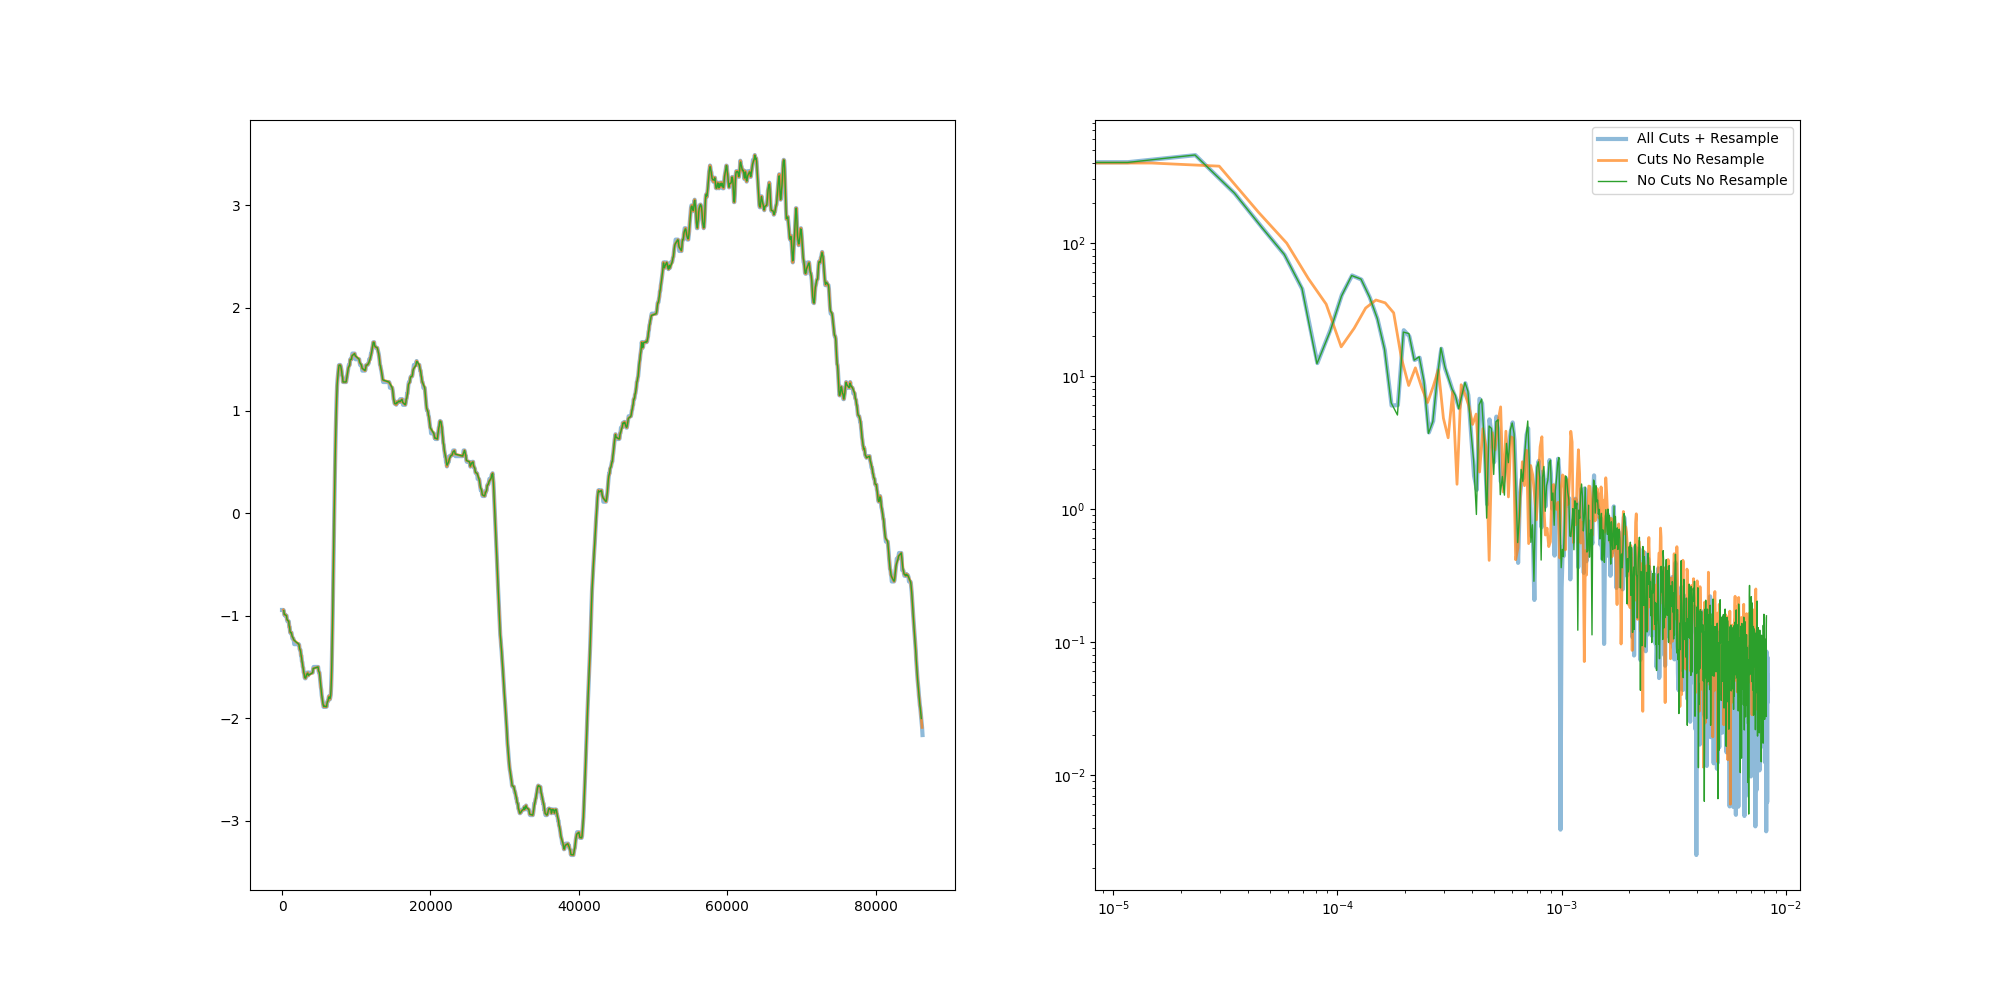 3
2
1
0
−1
−2
−3
0 20000 40000 60000 80000
All Cuts + Resample
Cuts No Resample
No Cuts No Resample
10²
10¹
10⁰
10⁻¹
10⁻²
10⁻⁵ 10⁻⁴ 10⁻³ 10⁻²